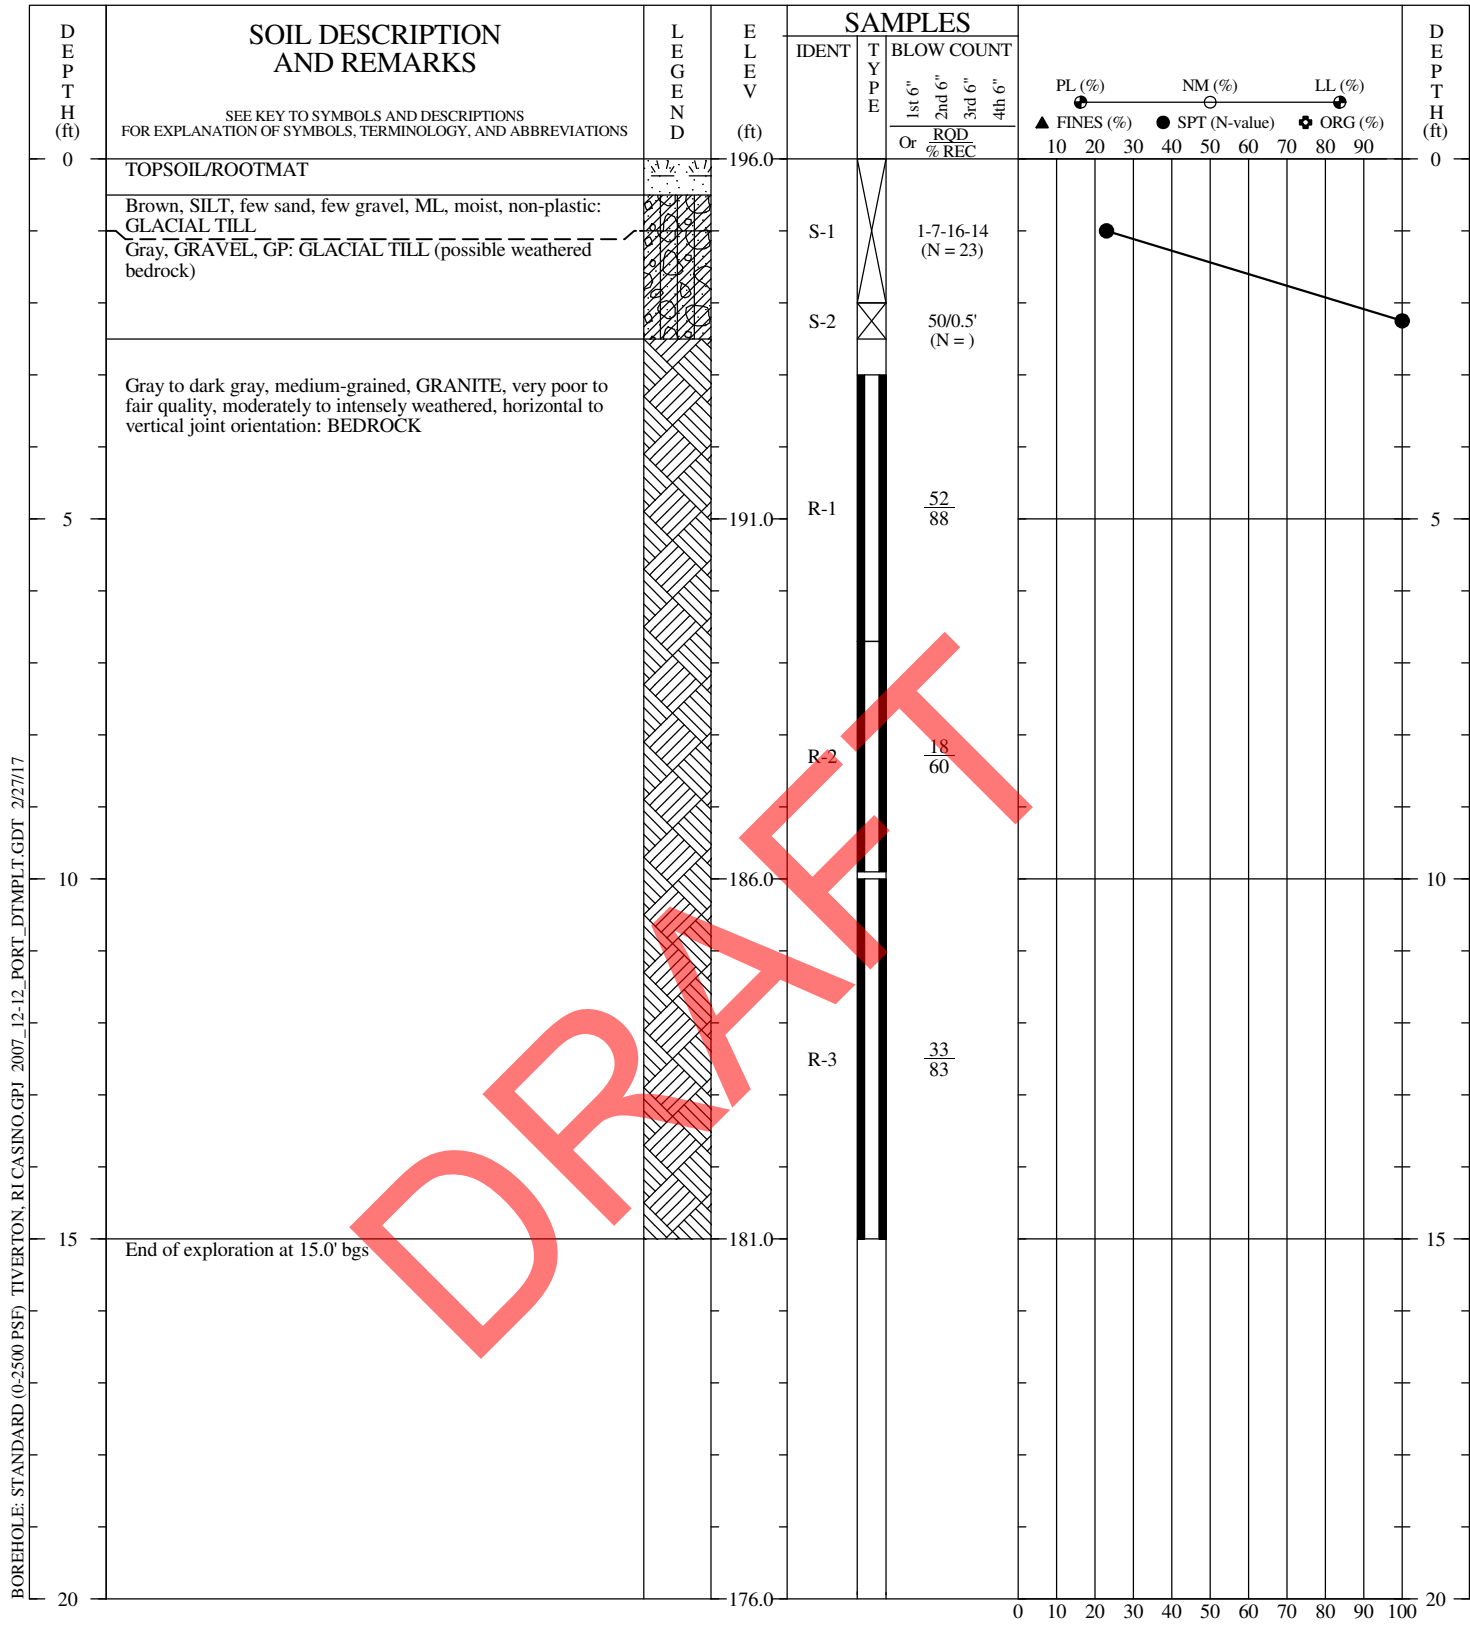 DEPTH (ft)
SOIL DESCRIPTION
AND REMARKS
SEE KEY TO SYMBOLS AND DESCRIPTIONS
FOR EXPLANATION OF SYMBOLS, TERMINOLOGY, AND ABBREVIATIONS
LEGEND
ELEV (ft)
SAMPLES
IDENT
TYPE
BLOW COUNT
1st 6"
2nd 6"
3rd 6"
4th 6"
Or RQD
% REC
PL (%) NM (%) LL (%)
FINES (%) SPT (N-value) ORG (%)
10 20 30 40 50 60 70 80 90
DEPTH (ft)
0
TOPSOIL/ROOTMAT
196.0
0
Brown, SILT, few sand, few gravel, ML, moist, non-plastic:
GLACIAL TILL
Gray, GRAVEL, GP: GLACIAL TILL (possible weathered
bedrock)
S-1
1-7-16-14
(N = 23)
S-2
50/0.5'
(N = )
Gray to dark gray, medium-grained, GRANITE, very poor to
fair quality, moderately to intensely weathered, horizontal to
vertical joint orientation: BEDROCK
R-1
52
88
5
191.0
5
R-2
18
60
10
186.0
10
R-3
33
83
15
End of exploration at 15.0' bgs
181.0
15
20
176.0
20
0 10 20 30 40 50 60 70 80 90 100
DRAFT
BOREHOLE: STANDARD (0-2500 PSF) TIVERTON, RI CASINO.GPJ 2007_12-12_PORT_DTMPLT.GDT 2/27/17